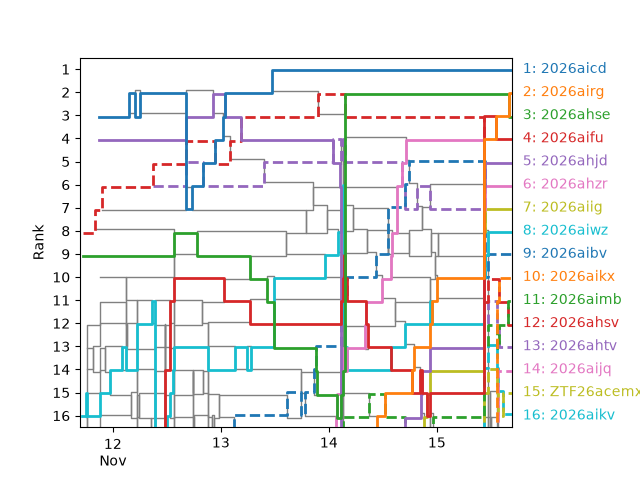 1
2
3
4
5
6
7
8
9
10
11
12
13
14
15
16
Rank
12
13
14
15
Nov
1: 2026aicd
2: 2026airg
3: 2026ahse
4: 2026aifu
5: 2026ahjd
6: 2026ahzr
7: 2026aiig
8: 2026aiwz
9: 2026aibv
10: 2026aikx
11: 2026aimb
12: 2026ahsv
13: 2026ahtv
14: 2026aijq
15: ZTF26acemx
16: 2026aikv